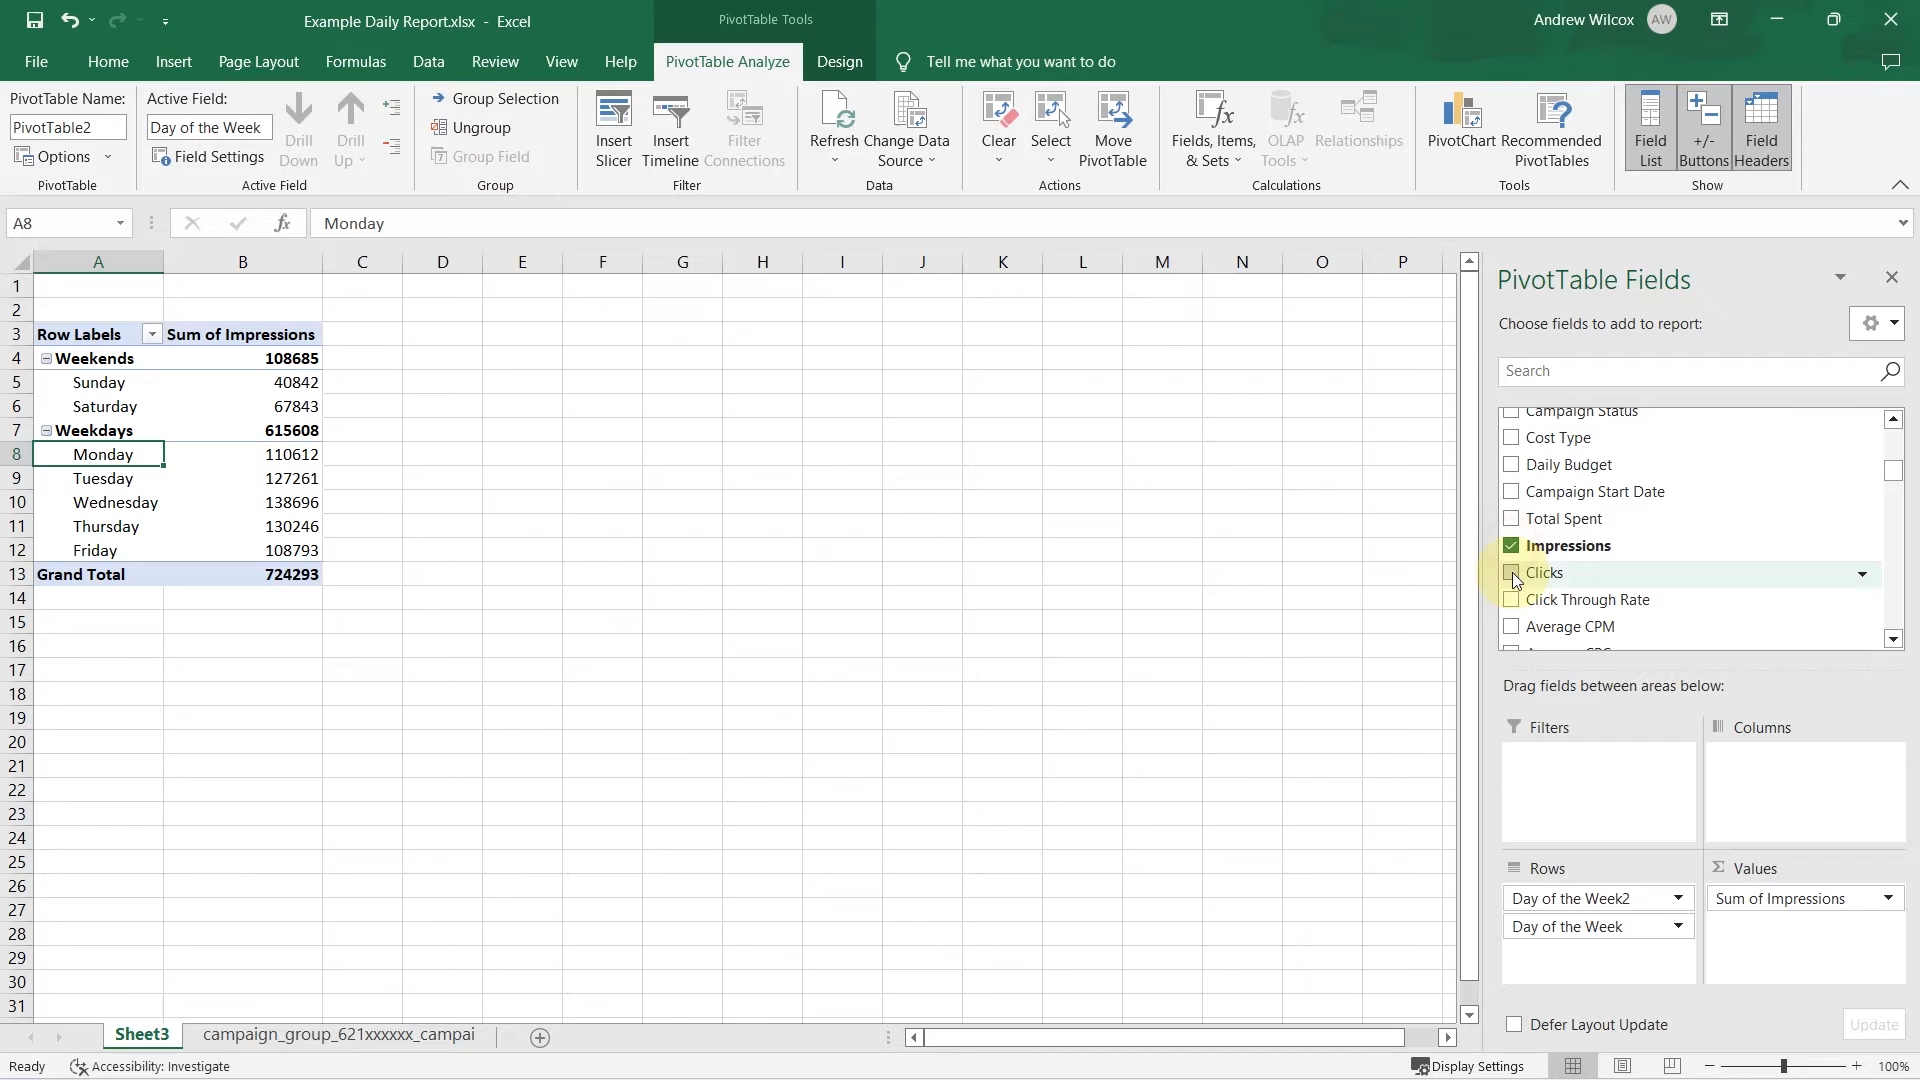 Example Daily Report.xlsx - Excel
PivotTable Tools
Andrew Wilcox
AW
File
Home
Insert
Page Layout
Formulas
Data
Review
View
Help
PivotTable Analyze
Design
Tell me what you want to do
PivotTable Name:
PivotTable2
Options
PivotTable
Active Field:
Day of the Week
Field Settings
Drill Down
Drill Up
Active Field
Group Selection
Ungroup
Group Field
Group
Insert Slicer
Insert Timeline
Filter Connections
Filter
Refresh
Change Data Source
Data
Clear
Select
Move PivotTable
Actions
Fields, Items, & Sets
OLAP Tools
Relationships
Calculations
PivotChart
Recommended PivotTables
Tools
Field List
+/- Buttons
Field Headers
Show
A8
fx
Monday
A B C D E F G H I J K L M N O P
1
2
3 Row Labels Sum of Impressions
4 Weekends 108685
5 Sunday 40842
6 Saturday 67843
7 Weekdays 615608
8 Monday 110612
9 Tuesday 127261
10 Wednesday 138696
11 Thursday 130246
12 Friday 108793
13 Grand Total 724293
14
15
16
17
18
19
20
21
22
23
24
25
26
27
28
29
30
31
PivotTable Fields
Choose fields to add to report:
Search
Campaign Status
Cost Type
Daily Budget
Campaign Start Date
Total Spent
Impressions
Clicks
Click Through Rate
Average CPM
Drag fields between areas below:
Filters
Columns
Rows
Day of the Week2
Day of the Week
Values
Sum of Impressions
Defer Layout Update
Update
Sheet3
campaign_group_621xxxxxx_campai
Ready
Accessibility: Investigate
Display Settings
100%